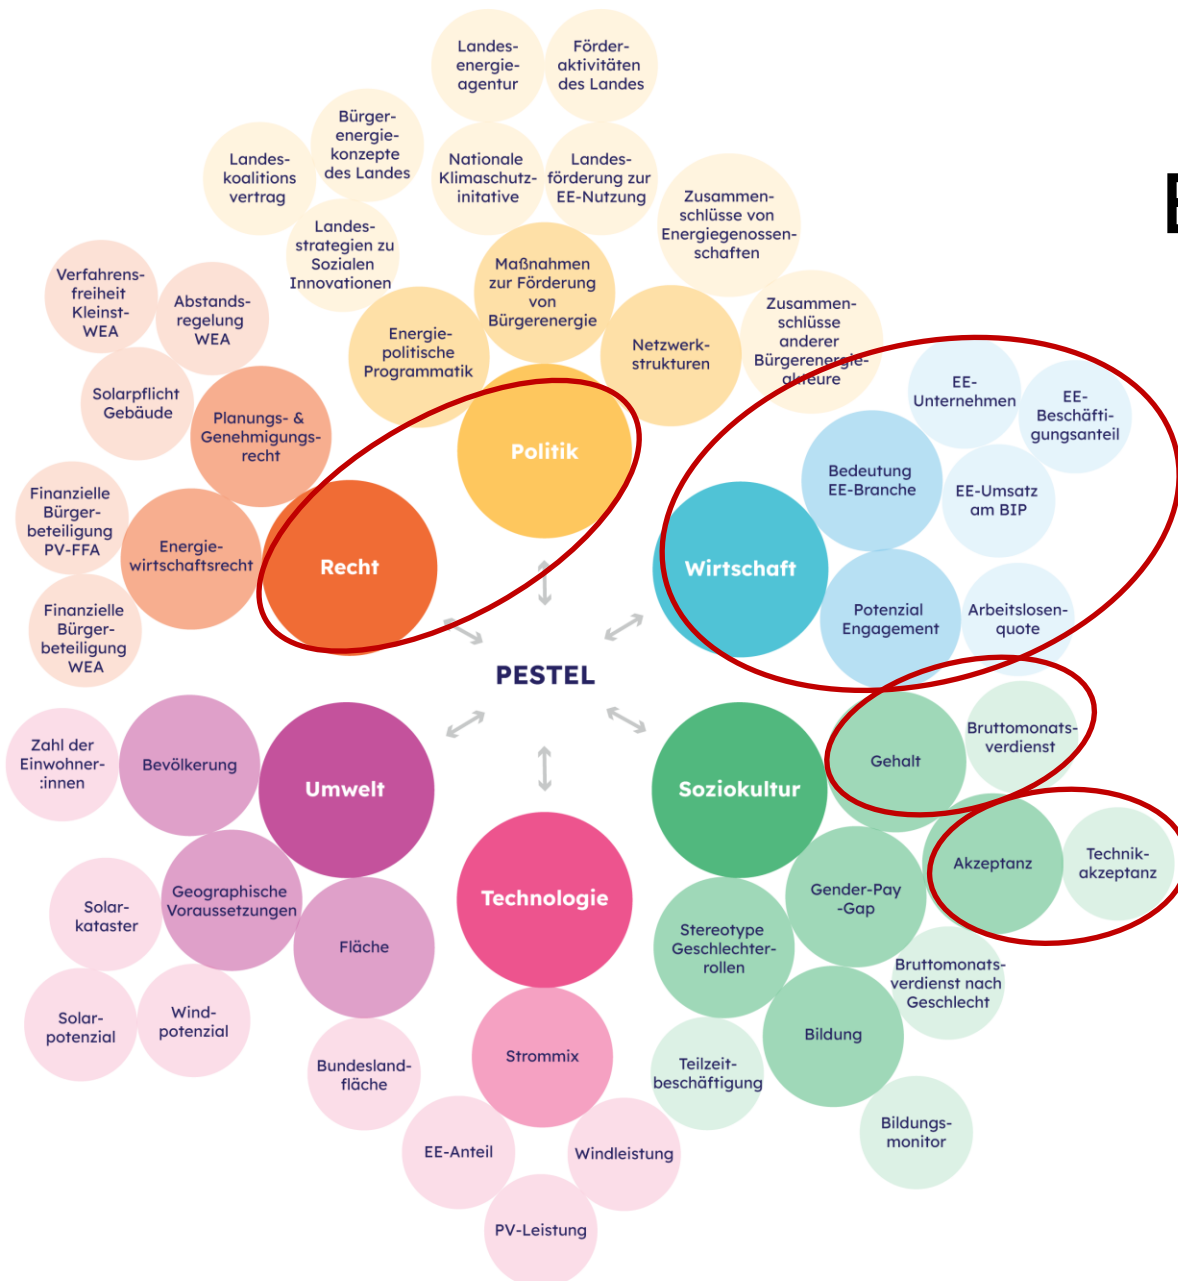 Landes-
energie-
agentur
Förder-
aktivitäten
des Landes
Bürger-
energie-
konzepte
des Landes
Landes-
koalitions
vertrag
Nationale
Klimaschutz-
initative
Landes-
förderung zur
EE-Nutzung
Zusammen-
schlüsse von
Energiegenossen-
schaften
Landes-
strategien zu
Sozialen
Innovationen
Maßnahmen
zur Förderung
von
Bürgerenergie
Zusammen-
schlüsse
anderer
Bürgerenergie-
akteure
Verfahrens-
freiheit
Kleinst-
WEA
Abstands-
regelung
WEA
Energie-
politische
Programmatik
Netzwerk-
strukturen
Solarpflicht
Gebäude
Planungs- &
Genehmigungs-
recht
Politik
EE-
Unternehmen
EE-
Beschäfti-
gungsanteil
Bedeutung
EE-Branche
EE-Umsatz
am BIP
Finanzielle
Bürger-
beteiligung
PV-FFA
Energie-
wirtschaftsrecht
Recht
Wirtschaft
Finanzielle
Bürger-
beteiligung
WEA
Potenzial
Engagement
Arbeitslosen-
quote
PESTEL
Zahl der
Einwohner-
:innen
Bevölkerung
Umwelt
Soziokultur
Gehalt
Bruttomonats-
verdienst
Akzeptanz
Technik-
akzeptanz
Solar-
kataster
Geographische
Voraussetzungen
Technologie
Gender-Pay
-Gap
Fläche
Stereotype
Geschlechter-
rollen
Bruttomonats-
verdienst nach
Geschlecht
Solar-
potenzial
Wind-
potenzial
Strommix
Bildung
Bundesland-
fläche
Teilzeit-
beschäftigung
EE-Anteil
Windleistung
Bildungs-
monitor
PV-Leistung